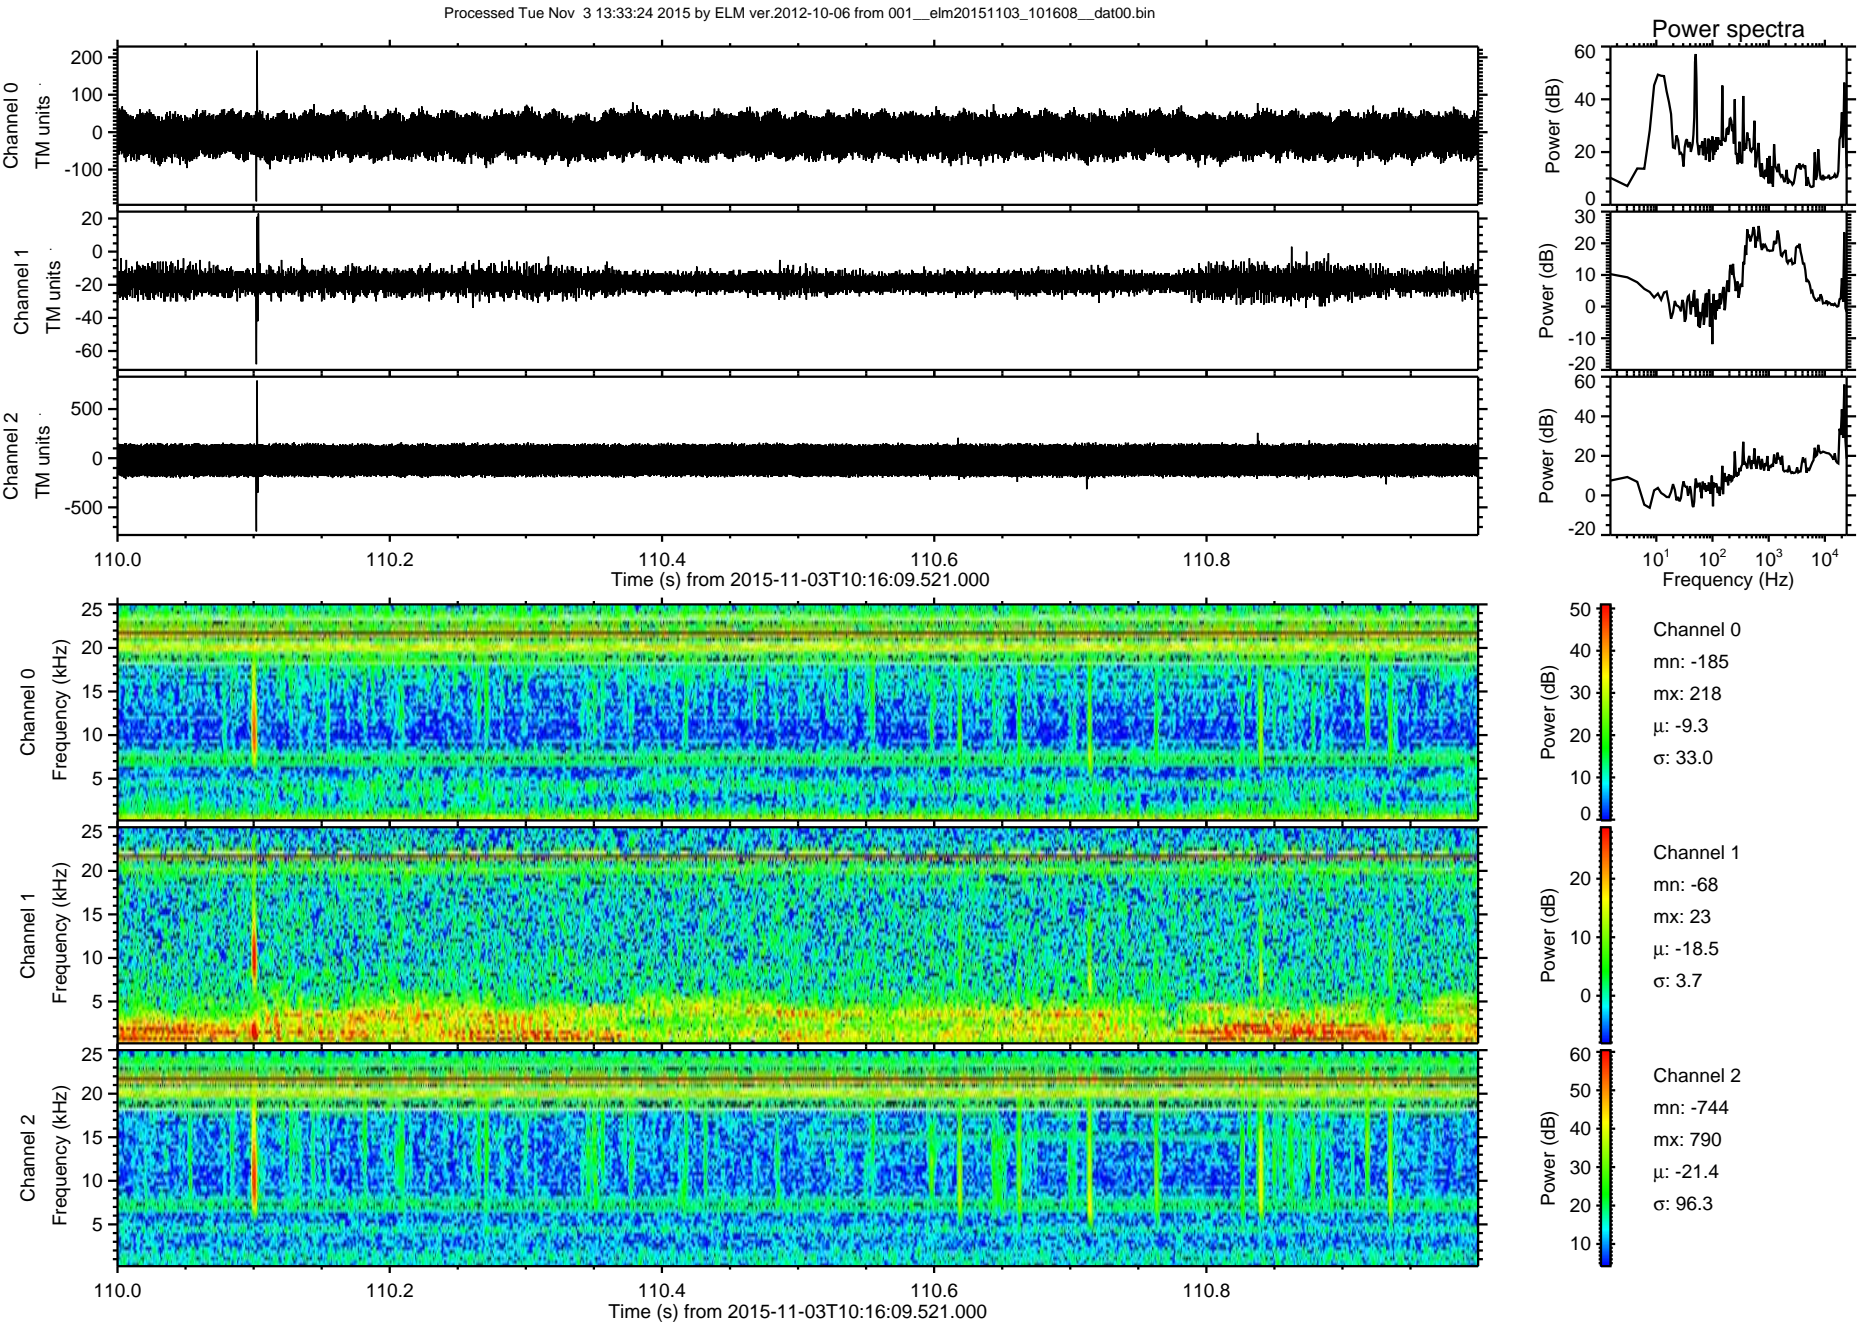 Processed Tue Nov  3 13:33:24 2015 by ELM ver.2012-10-06 from 001__elm20151103_101608__dat00.bin
Power spectra
Channel 0
TM units
200
100
0
-100
Power (dB)
60
40
20
0
Channel 1
TM units
20
0
-20
-40
-60
Power (dB)
30
20
10
0
-10
-20
Channel 2
TM units
500
0
-500
Power (dB)
60
40
20
0
-20
110.0 110.2 110.4 110.6 110.8
Time (s) from 2015-11-03T10:16:09.521.000
10^1 10^2 10^3 10^4
Frequency (Hz)
Channel 0
Frequency (kHz)
25
20
15
10
5
Power (dB)
50
40
30
20
10
0
Channel 0
mn: -185
mx: 218
μ: -9.3
σ: 33.0
Channel 1
Frequency (kHz)
25
20
15
10
5
Power (dB)
20
10
0
Channel 1
mn: -68
mx: 23
μ: -18.5
σ: 3.7
Channel 2
Frequency (kHz)
25
20
15
10
5
Power (dB)
60
50
40
30
20
10
Channel 2
mn: -744
mx: 790
μ: -21.4
σ: 96.3
110.0 110.2 110.4 110.6 110.8
Time (s) from 2015-11-03T10:16:09.521.000